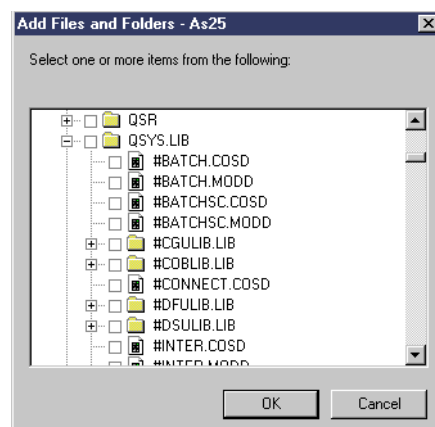 Add Files and Folders - As25
Select one or more items from the following:
QSR
QSYS.LIB
#BATCH.COSD
#BATCH.MODD
#BATCHSC.COSD
#BATCHSC.MODD
#CGULIB.LIB
#COBLIB.LIB
#CONNECT.COSD
#DFULIB.LIB
#DSULIB.LIB
#INTER.COSD
#INTER.MODD
OK Cancel